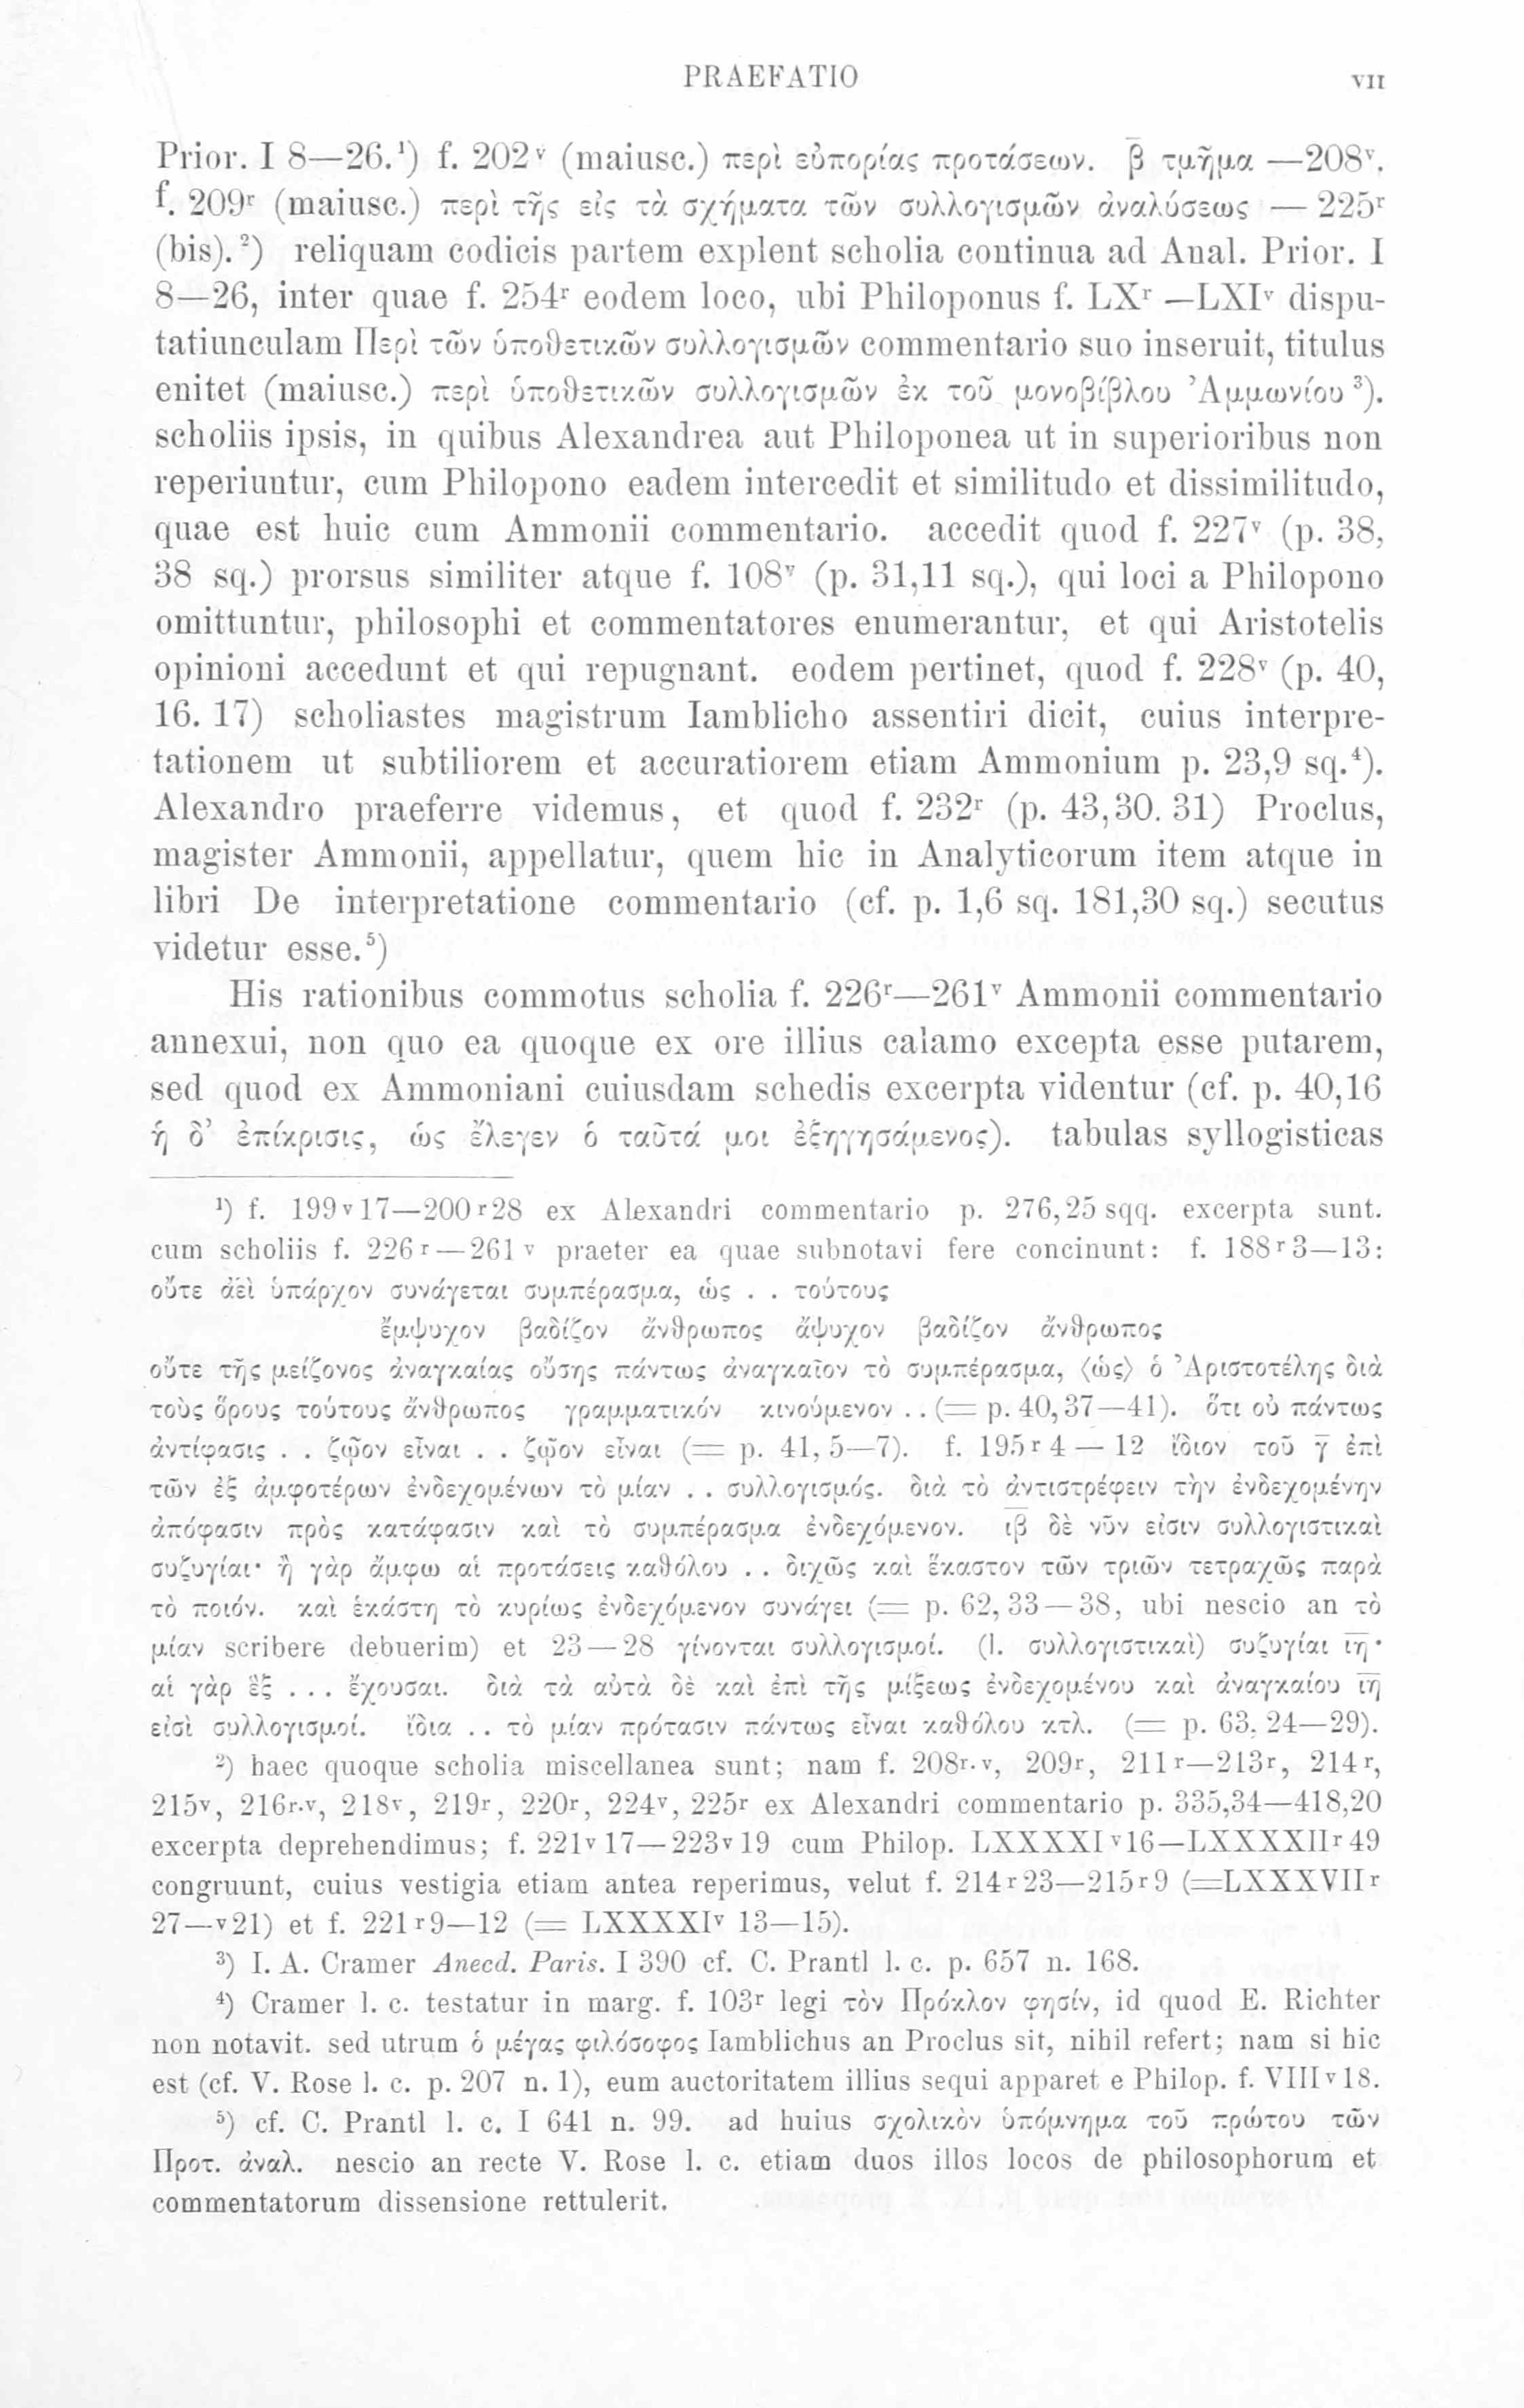 PRAEFATIO VII
Prior. I 8—26.¹) f. 202ᵛ (maiusc.) περὶ εὐπορίας προτάσεων. β̄ τμῆμα —208ᵛ.
f. 209ʳ (maiusc.) περὶ τῆς εἰς τὰ σχήματα τῶν συλλογισμῶν ἀναλύσεως — 225ʳ
(bis).²) reliquam codicis partem explent scholia continua ad Anal. Prior. I
8—26, inter quae f. 254ʳ eodem loco, ubi Philoponus f. LXʳ —LXIᵛ dispu-
tatiunculam Περὶ τῶν ὑποθετικῶν συλλογισμῶν commentario suo inseruit, titulus
enitet (maiusc.) περὶ ὑποθετικῶν συλλογισμῶν ἐκ τοῦ μονοβίβλου Ἀμμωνίου ³).
scholiis ipsis, in quibus Alexandrea aut Philoponea ut in superioribus non
reperiuntur, cum Philopono eadem intercedit et similitudo et dissimilitudo,
quae est huic cum Ammonii commentario. accedit quod f. 227ᵛ (p. 38,
38 sq.) prorsus similiter atque f. 108ᵛ (p. 31,11 sq.), qui loci a Philopono
omittuntur, philosophi et commentatores enumerantur, et qui Aristotelis
opinioni accedunt et qui repugnant. eodem pertinet, quod f. 228ᵛ (p. 40,
16. 17) scholiastes magistrum Iamblicho assentiri dicit, cuius interpre-
tationem ut subtiliorem et accuratiorem etiam Ammonium p. 23,9 sq.⁴).
Alexandro praeferre videmus, et quod f. 232ʳ (p. 43,30. 31) Proclus,
magister Ammonii, appellatur, quem hic in Analyticorum item atque in
libri De interpretatione commentario (cf. p. 1,6 sq. 181,30 sq.) secutus
videtur esse.⁵)
His rationibus commotus scholia f. 226ʳ—261ᵛ Ammonii commentario
annexui, non quo ea quoque ex ore illius calamo excepta esse putarem,
sed quod ex Ammoniani cuiusdam schedis excerpta videntur (cf. p. 40,16
ἡ δ’ ἐπίκρισις, ὡς ἔλεγεν ὁ ταῦτά μοι ἐξηγησάμενος). tabulas syllogisticas
¹) f. 199ᵛ17—200ʳ28 ex Alexandri commentario p. 276,25 sqq. excerpta sunt.
cum scholiis f. 226ʳ—261ᵛ praeter ea quae subnotavi fere concinunt: f. 188ʳ3—13:
οὔτε ἀεὶ ὑπάρχον συνάγεται συμπέρασμα, ὡς . . τούτους
ἔμψυχον βαδίζον ἄνθρωπος ἄψυχον βαδίζον ἄνθρωπος
οὔτε τῆς μείζονος ἀναγκαίας οὔσης πάντως ἀναγκαῖον τὸ συμπέρασμα, ⟨ὡς⟩ ὁ Ἀριστοτέλης διὰ
τοὺς ὅρους τούτους ἄνθρωπος γραμματικόν κινούμενον . . (= p. 40,37—41). ὅτι οὐ πάντως
ἀντίφασις . . ζῷον εἶναι . . ζῷον εἶναι (= p. 41, 5—7). f. 195ʳ4 — 12 ἴδιον τοῦ γ̄ ἐπὶ
τῶν ἐξ ἀμφοτέρων ἐνδεχομένων τὸ μίαν . . συλλογισμός. διὰ τὸ ἀντιστρέφειν τὴν ἐνδεχομένην
ἀπόφασιν πρὸς κατάφασιν καὶ τὸ συμπέρασμα ἐνδεχόμενον. ῑβ̄ δὲ νῦν εἰσιν συλλογιστικαὶ
συζυγίαι· ἢ γὰρ ἄμφω αἱ προτάσεις καθόλου . . διχῶς καὶ ἕκαστον τῶν τριῶν τετραχῶς παρὰ
τὸ ποιόν. καὶ ἑκάστη τὸ κυρίως ἐνδεχόμενον συνάγει (= p. 62, 33—38, ubi nescio an τὸ
μίαν scribere debuerim) et 23—28 γίνονται συλλογισμοί. (l. συλλογιστικαὶ) συζυγίαι ῑη̄·
αἱ γὰρ ἓξ . . . ἔχουσαι. διὰ τὰ αὐτὰ δὲ καὶ ἐπὶ τῆς μίξεως ἐνδεχομένου καὶ ἀναγκαίου ῑη̄
εἰσὶ συλλογισμοί. ἴδια . . τὸ μίαν πρότασιν πάντως εἶναι καθόλου κτλ. (= p. 63, 24—29).
²) haec quoque scholia miscellanea sunt; nam f. 208ʳ·ᵛ, 209ʳ, 211ʳ—213ʳ, 214ʳ,
215ᵛ, 216ʳ·ᵛ, 218ᵛ, 219ʳ, 220ʳ, 224ᵛ, 225ʳ ex Alexandri commentario p. 335,34—418,20
excerpta deprehendimus; f. 221ᵛ17—223ᵛ19 cum Philop. LXXXXIᵛ16—LXXXXIIʳ49
congruunt, cuius vestigia etiam antea reperimus, velut f. 214ʳ23—215ʳ9 (=LXXXVIIʳ
27—ᵛ21) et f. 221ʳ9—12 (= LXXXXIᵛ 13—15).
³) I. A. Cramer Anecd. Paris. I 390 cf. C. Prantl l. c. p. 657 n. 168.
⁴) Cramer l. c. testatur in marg. f. 103ʳ legi τὸν Πρόκλον φησίν, id quod E. Richter
non notavit. sed utrum ὁ μέγας φιλόσοφος Iamblichus an Proclus sit, nihil refert; nam si hic
est (cf. V. Rose l. c. p. 207 n. 1), eum auctoritatem illius sequi apparet e Philop. f. VIIIᵛ18.
⁵) cf. C. Prantl l. c. I 641 n. 99. ad huius σχολικὸν ὑπόμνημα τοῦ πρώτου τῶν
Προτ. ἀναλ. nescio an recte V. Rose l. c. etiam duos illos locos de philosophorum et
commentatorum dissensione rettulerit.